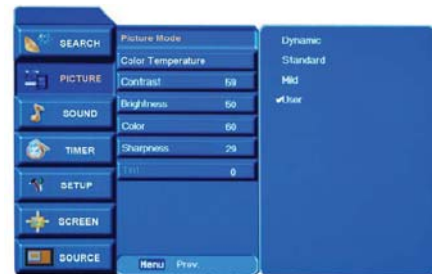 SEARCH
PICTURE
SOUND
TIMER
SETUP
SCREEN
SOURCE
Picture Mode
Color Temperature
Contrast 59
Brightness 50
Color 60
Sharpness 29
Tint 0
Menu Prev.
Dynamic
Standard
Mild
✔User